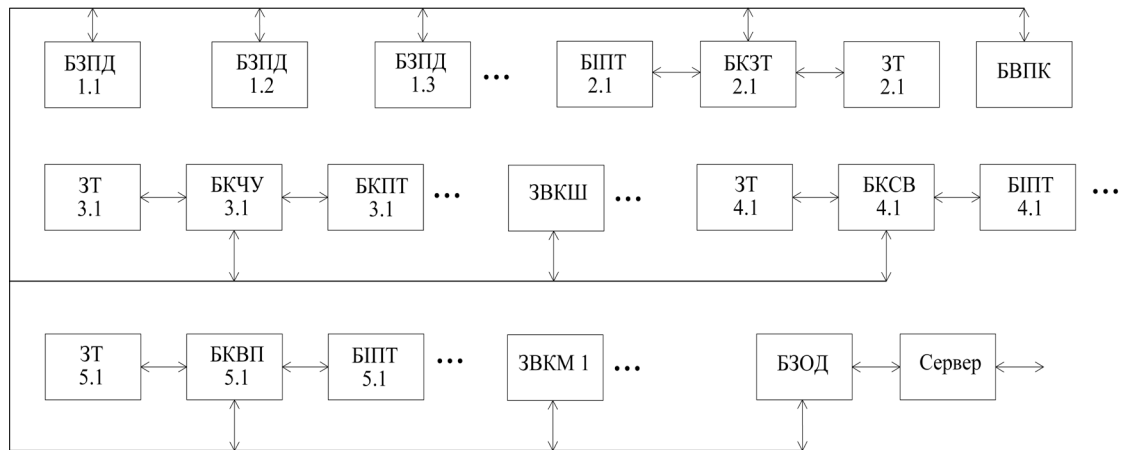 БЗПД
1.1
БЗПД
1.2
БЗПД
1.3
...
БІПТ
2.1
БКЗТ
2.1
ЗТ
2.1
БВПК
ЗТ
3.1
БКЧУ
3.1
БКПТ
3.1
...
ЗВКШ
...
ЗТ
4.1
БКСВ
4.1
БІПТ
4.1
...
ЗТ
5.1
БКВП
5.1
БІПТ
5.1
...
ЗВКМ 1
...
БЗОД
Сервер